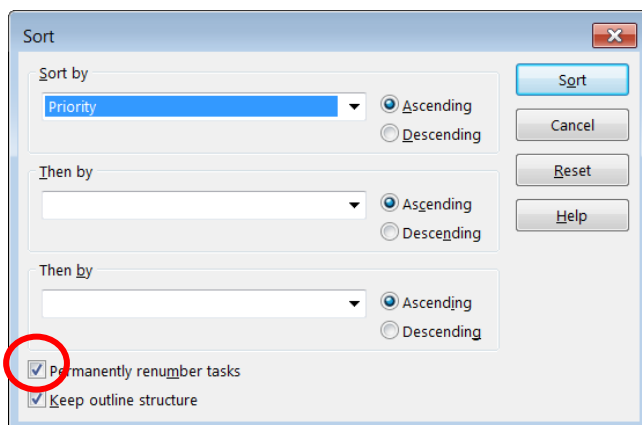 Sort
Sort by
Priority
Ascending
Descending
Sort
Cancel
Then by
Ascending
Descending
Reset
Help
Then by
Ascending
Descending
Permanently renumber tasks
Keep outline structure